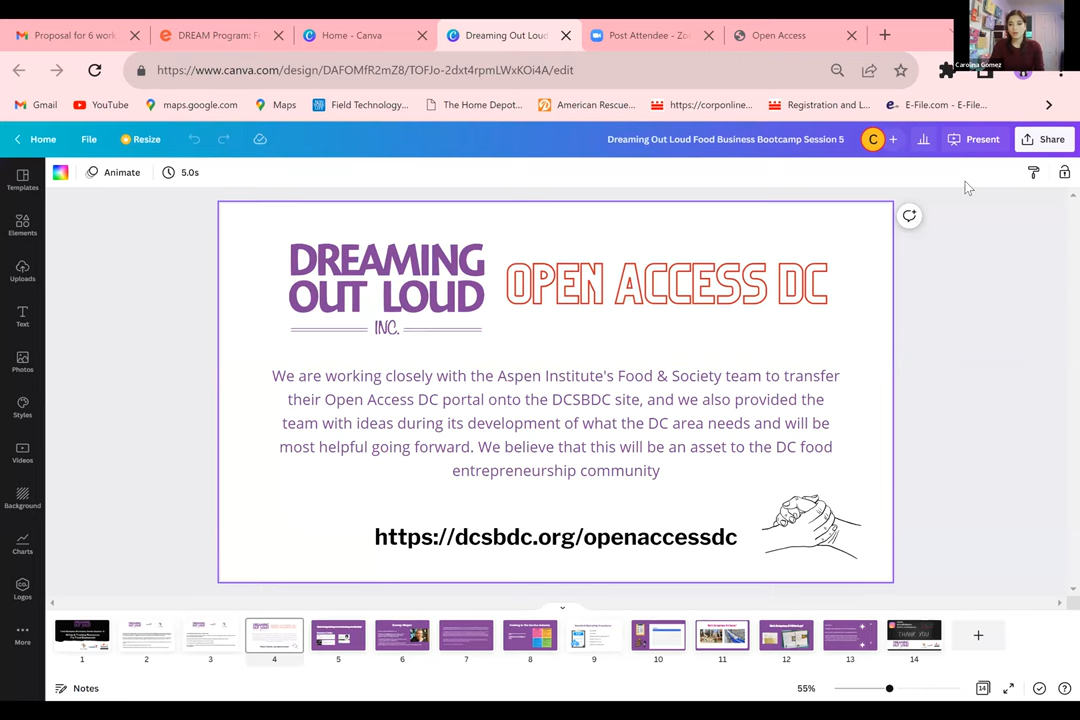 Proposal for 6 work
DREAM Program: F
Home - Canva
Dreaming Out Loud
Post Attendee - Zo
Open Access
Carolina Gomez
https://www.canva.com/design/DAFOMfR2mZ8/TOFJo-2dxt4rpmLWxKOi4A/edit
Gmail
YouTube
maps.google.com
Maps
Field Technology...
The Home Depot...
American Rescue...
https://corponline...
Registration and L...
E-File.com - E-File...
Home
File
Resize
Dreaming Out Loud Food Business Bootcamp Session 5
C
Present
Share
Animate
5.0s
Templates
Elements
Uploads
Text
Photos
Styles
Videos
Background
Charts
Logos
More
DREAMING
OUT LOUD
INC.
OPEN ACCESS DC
We are working closely with the Aspen Institute's Food & Society team to transfer
their Open Access DC portal onto the DCSBDC site, and we also provided the
team with ideas during its development of what the DC area needs and will be
most helpful going forward. We believe that this will be an asset to the DC food
entrepreneurship community
https://dcsbdc.org/openaccessdc
THANK YOU
1
2
3
4
5
6
7
8
9
10
11
12
13
14
Notes
55%
14